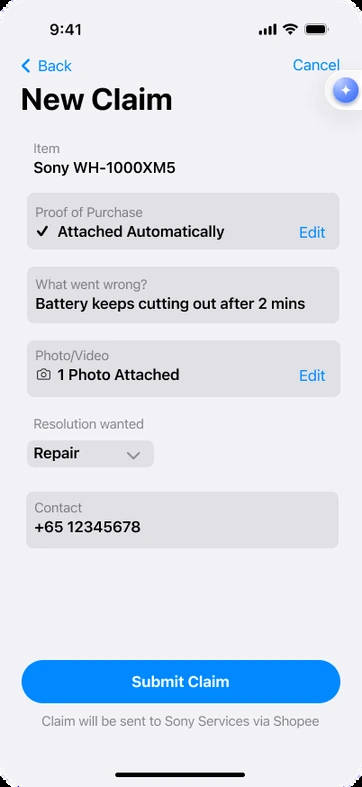 9:41
Back
Cancel
New Claim
Item
Sony WH-1000XM5
Proof of Purchase
✓ Attached Automatically
Edit
What went wrong?
Battery keeps cutting out after 2 mins
Photo/Video
1 Photo Attached
Edit
Resolution wanted
Repair
Contact
+65 12345678
Submit Claim
Claim will be sent to Sony Services via Shopee